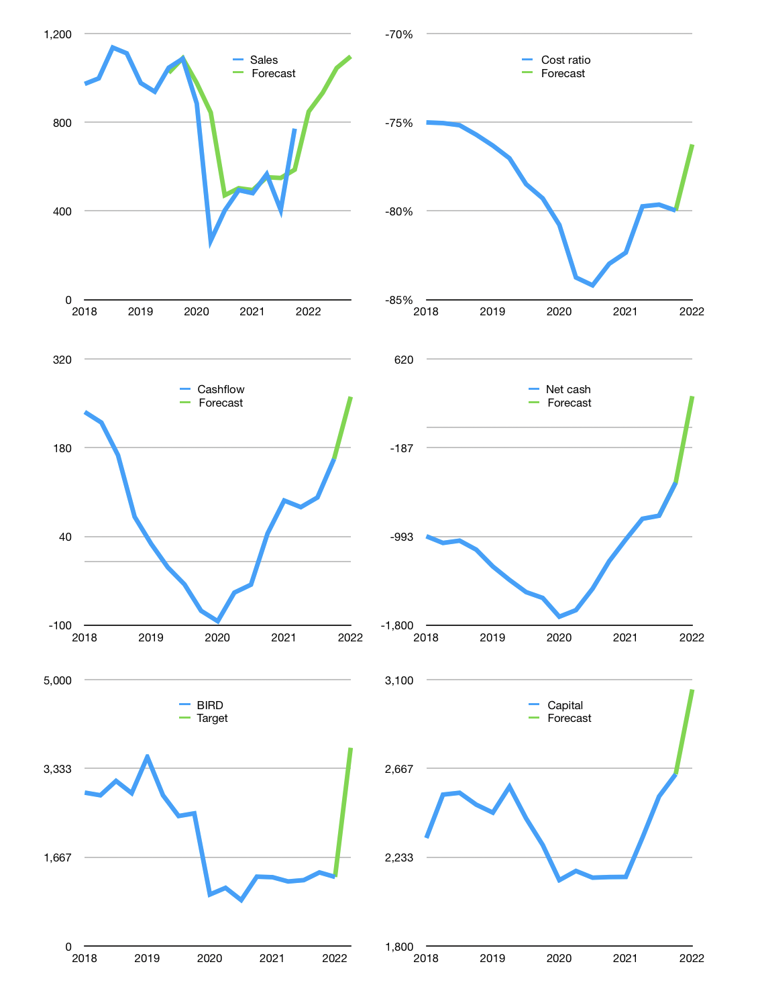 1,200
Sales
Forecast
800
400
0
2018 2019 2020 2021 2022
-70%
Cost ratio
Forecast
-75%
-80%
-85%
2018 2019 2020 2021 2022
320
Cashflow
Forecast
180
40
-100
2018 2019 2020 2021 2022
620
Net cash
Forecast
-187
-993
-1,800
2018 2019 2020 2021 2022
5,000
BIRD
Target
3,333
1,667
0
2018 2019 2020 2021 2022
3,100
Capital
Forecast
2,667
2,233
1,800
2018 2019 2020 2021 2022